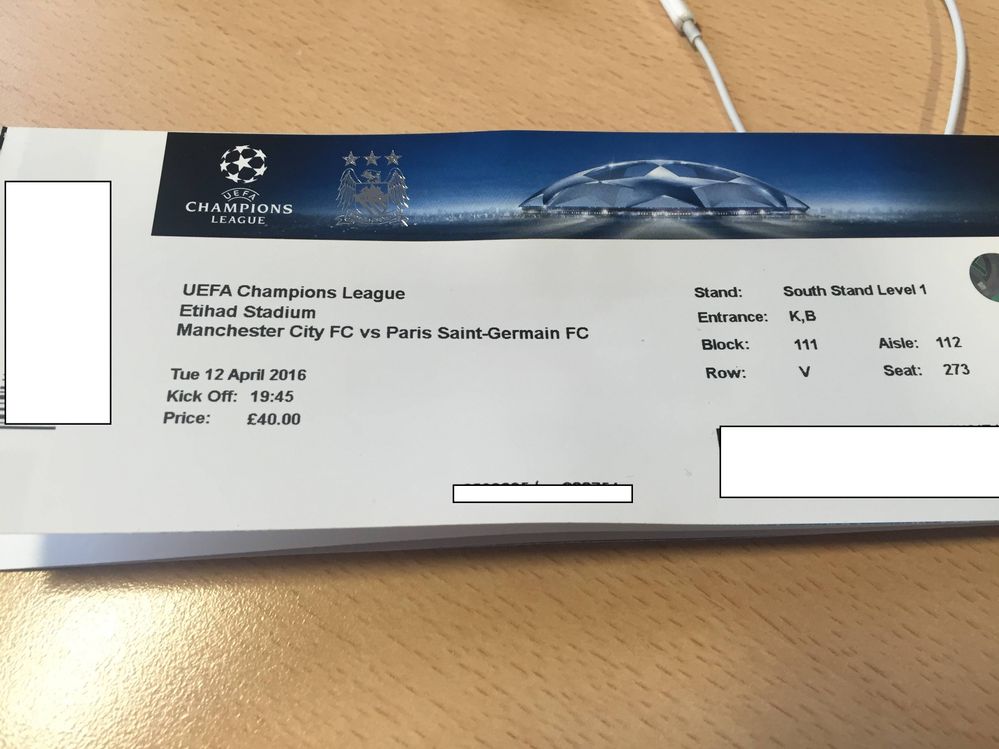 UEFA
CHAMPIONS
LEAGUE
UEFA Champions League
Etihad Stadium
Manchester City FC vs Paris Saint-Germain FC
Tue 12 April 2016
Kick Off: 19:45
Price: £40.00
Stand: South Stand Level 1
Entrance: K,B
Block: 111 Aisle: 112
Row: V Seat: 273